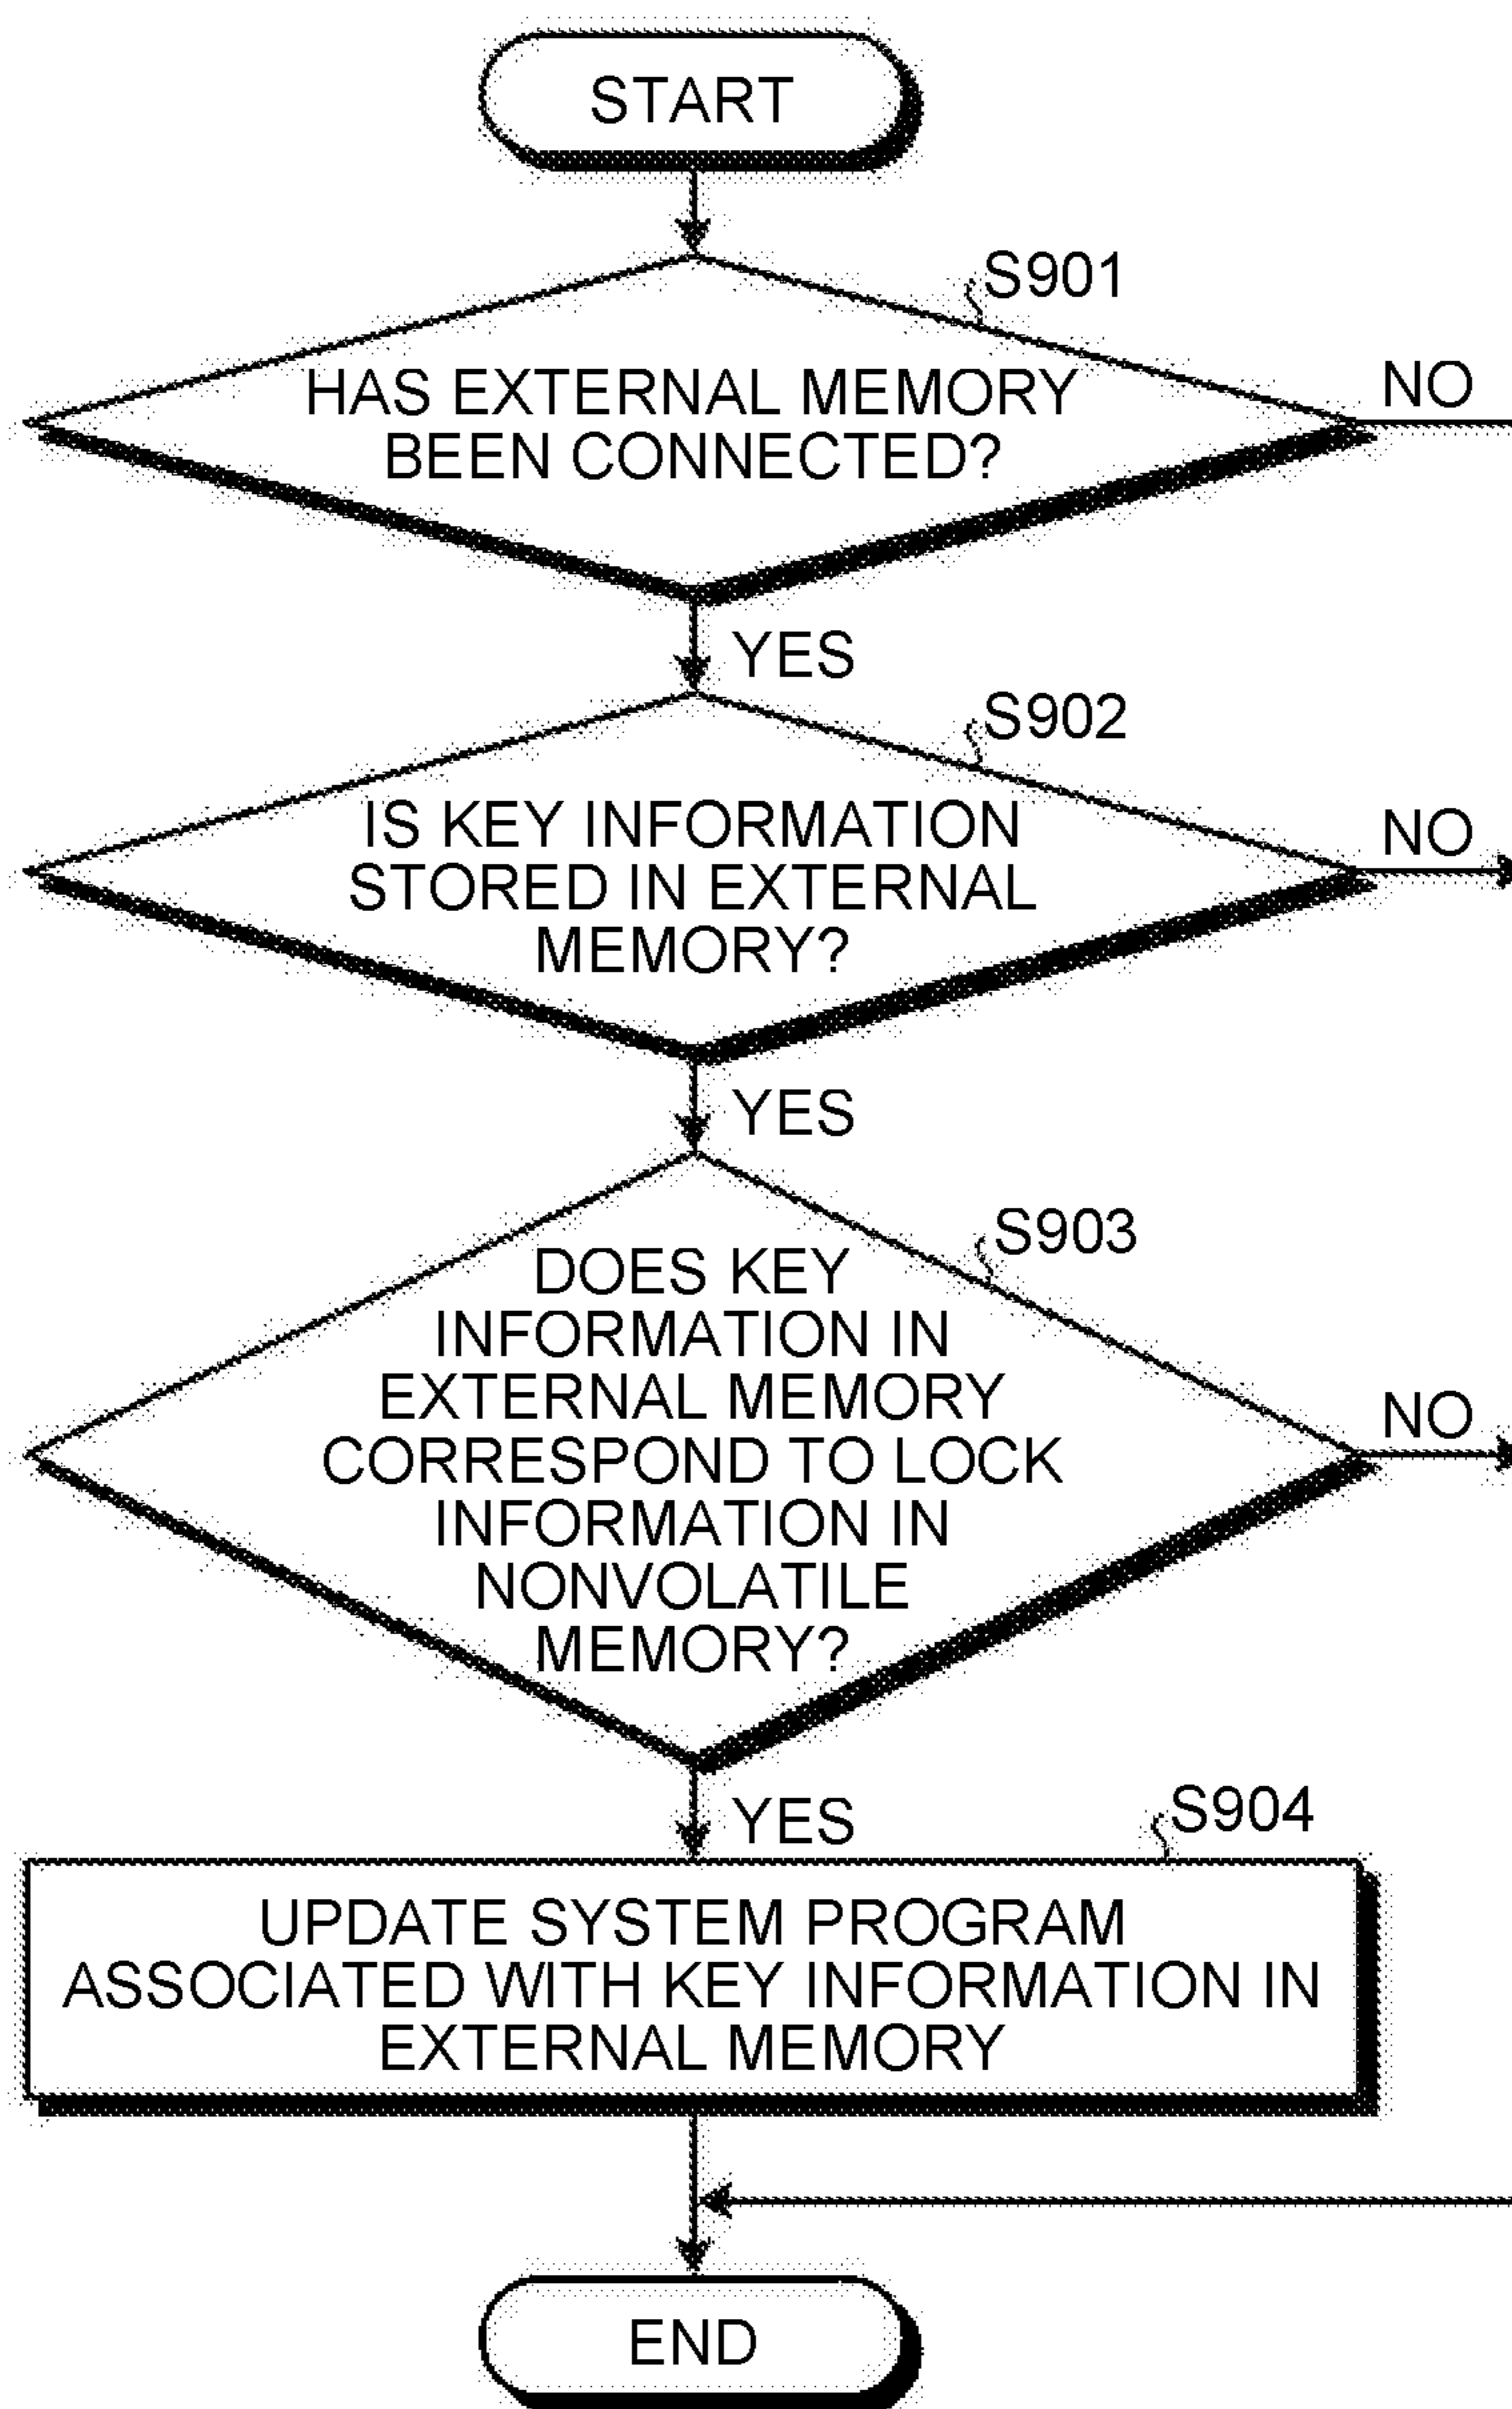 START
S901
HAS EXTERNAL MEMORY
BEEN CONNECTED?
NO
YES
S902
IS KEY INFORMATION
STORED IN EXTERNAL
MEMORY?
NO
YES
S903
DOES KEY
INFORMATION IN
EXTERNAL MEMORY
CORRESPOND TO LOCK
INFORMATION IN
NONVOLATILE
MEMORY?
NO
YES
S904
UPDATE SYSTEM PROGRAM
ASSOCIATED WITH KEY INFORMATION IN
EXTERNAL MEMORY
END